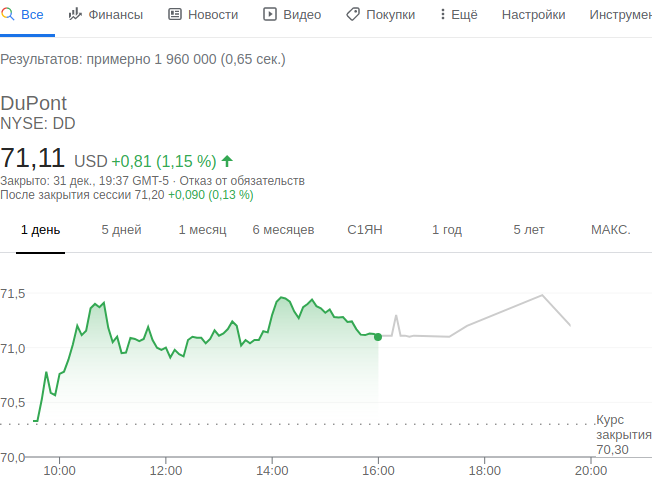 Все Финансы Новости Видео Покупки Ещё Настройки Инструмен
Результатов: примерно 1 960 000 (0,65 сек.)
DuPont
NYSE: DD
71,11 USD +0,81 (1,15 %)
Закрыто: 31 дек., 19:37 GMT-5 · Отказ от обязательств
После закрытия сессии 71,20 +0,090 (0,13 %)
1 день 5 дней 1 месяц 6 месяцев С1ЯН 1 год 5 лет МАКС.
71,5
71,0
70,5
Курс
закрытия
70,30
70,0
10:00 12:00 14:00 16:00 18:00 20:00